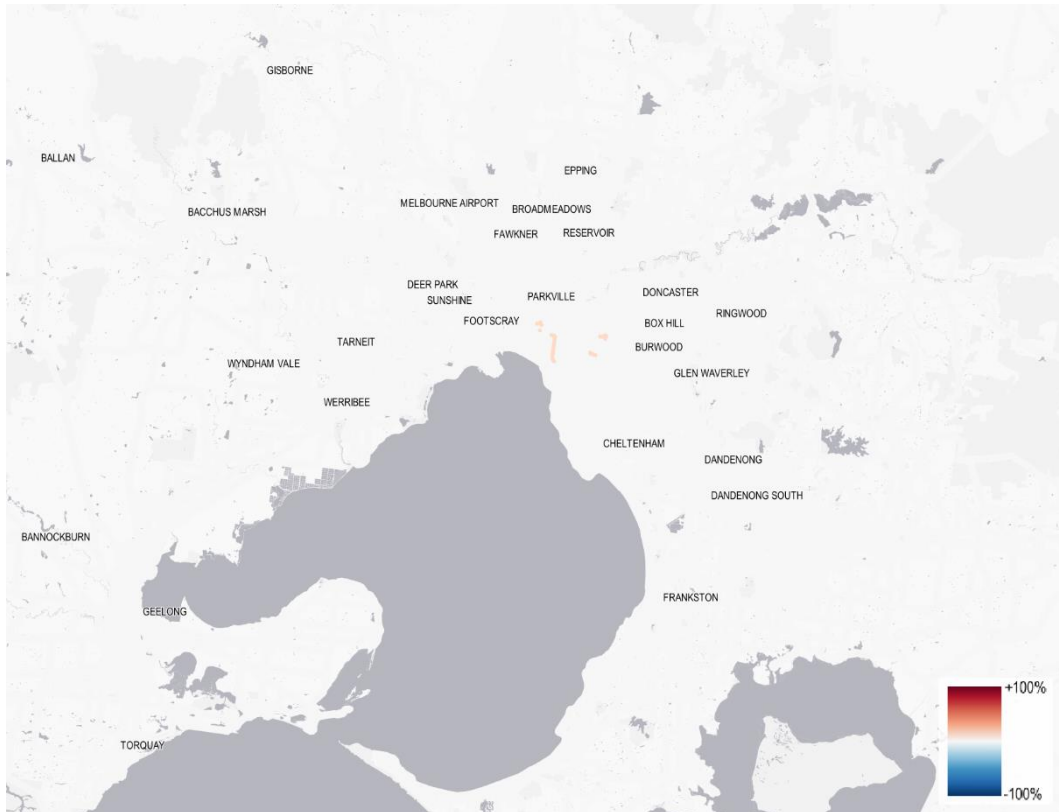 GISBORNE
BALLAN
EPPING
BACCHUS MARSH
MELBOURNE AIRPORT
BROADMEADOWS
FAWKNER
RESERVOIR
DEER PARK
SUNSHINE
PARKVILLE
DONCASTER
FOOTSCRAY
RINGWOOD
BOX HILL
TARNEIT
BURWOOD
WYNDHAM VALE
GLEN WAVERLEY
WERRIBEE
CHELTENHAM
DANDENONG
DANDENONG SOUTH
BANNOCKBURN
FRANKSTON
GEELONG
TORQUAY
+100%
-100%